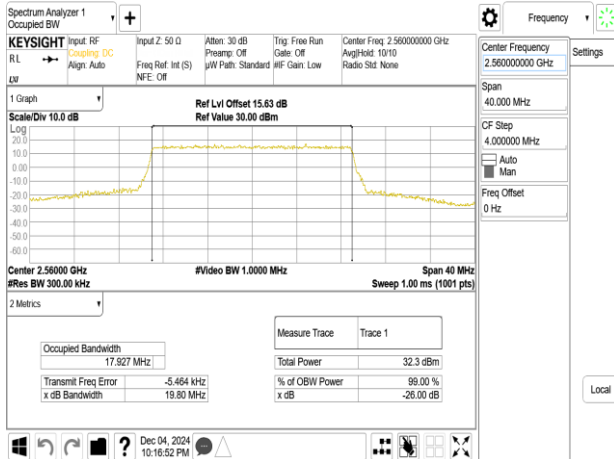 Spectrum Analyzer 1
Occupied BW
Frequency
KEYSIGHT
RL
LXI
Input: RF
Coupling: DC
Align: Auto
Input Z: 50 Ω
Freq Ref: Int (S)
NFE: Off
Atten: 30 dB
Preamp: Off
µW Path: Standard
Trig: Free Run
Gate: Off
#IF Gain: Low
Center Freq: 2.560000000 GHz
Avg|Hold: 10/10
Radio Std: None
Center Frequency
2.560000000 GHz
Settings
Span
40.000 MHz
CF Step
4.000000 MHz
Auto
Man
Freq Offset
0 Hz
Local
1 Graph
Scale/Div 10.0 dB
Ref Lvl Offset 15.63 dB
Ref Value 30.00 dBm
Log
20.0
10.0
0.00
-10.0
-20.0
-30.0
-40.0
-50.0
-60.0
Center 2.56000 GHz
#Res BW 300.00 kHz
#Video BW 1.0000 MHz
Span 40 MHz
Sweep 1.00 ms (1001 pts)
2 Metrics
Measure Trace Trace 1
Occupied Bandwidth
17.927 MHz
Total Power 32.3 dBm
Transmit Freq Error -5.464 kHz
% of OBW Power 99.00 %
x dB Bandwidth 19.80 MHz
x dB -26.00 dB
Dec 04, 2024
10:16:52 PM